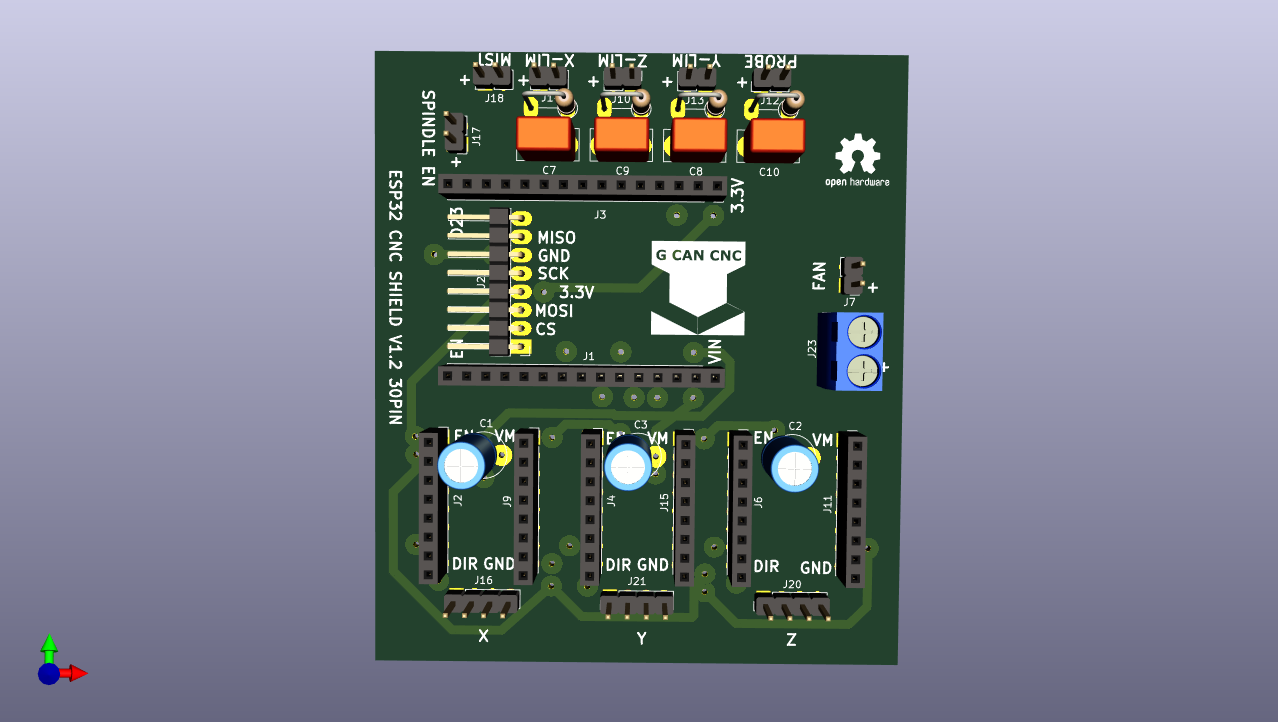 MIST X-LIM Z-LIM Y-LIM PROBE
+ + + + +
J18 J10 J13 J12
SPINDLE EN
J17
+
C7 C9 C8 C10
open hardware
3.3V
J3
D23
MISO
GND
SCK
3.3V
MOSI
CS
EN
G CAN CNC
ESP32 CNC SHIELD V1.2 30PIN
FAN
+
J7
J23
+
J1
VIN
C1 C3 C2
EN VM VM EN VM
J2 J9 J4 J15 J6 J11
DIR GND DIR GND DIR GND
J16 J21 J20
X Y Z